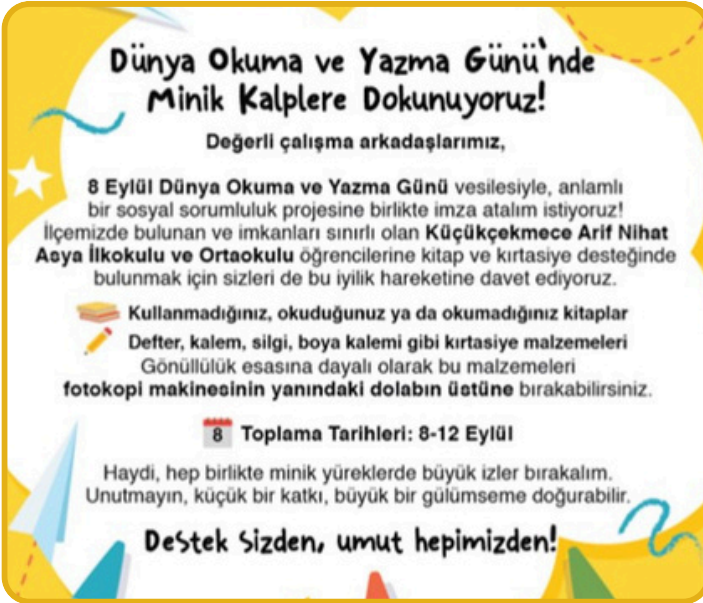 Dünya Okuma ve Yazma Günü'nde
Minik Kalplere Dokunuyoruz!
Değerli çalışma arkadaşlarımız,
8 Eylül Dünya Okuma ve Yazma Günü vesilesiyle, anlamlı
bir sosyal sorumluluk projesine birlikte imza atalım istiyoruz!
İlçemizde bulunan ve imkanları sınırlı olan Küçükçekmece Arif Nihat
Asya İlkokulu ve Ortaokulu öğrencilerine kitap ve kırtasiye desteğinde
bulunmak için sizleri de bu iyilik hareketine davet ediyoruz.
Kullanmadığınız, okuduğunuz ya da okumadığınız kitaplar
Defter, kalem, silgi, boya kalemi gibi kırtasiye malzemeleri
Gönüllülük esasına dayalı olarak bu malzemeleri
fotokopi makinesinin yanındaki dolabın üstüne bırakabilirsiniz.
8 Toplama Tarihleri: 8-12 Eylül
Haydi, hep birlikte minik yüreklerde büyük izler bırakalım.
Unutmayın, küçük bir katkı, büyük bir gülümseme doğurabilir.
Destek sizden, umut hepimizden!